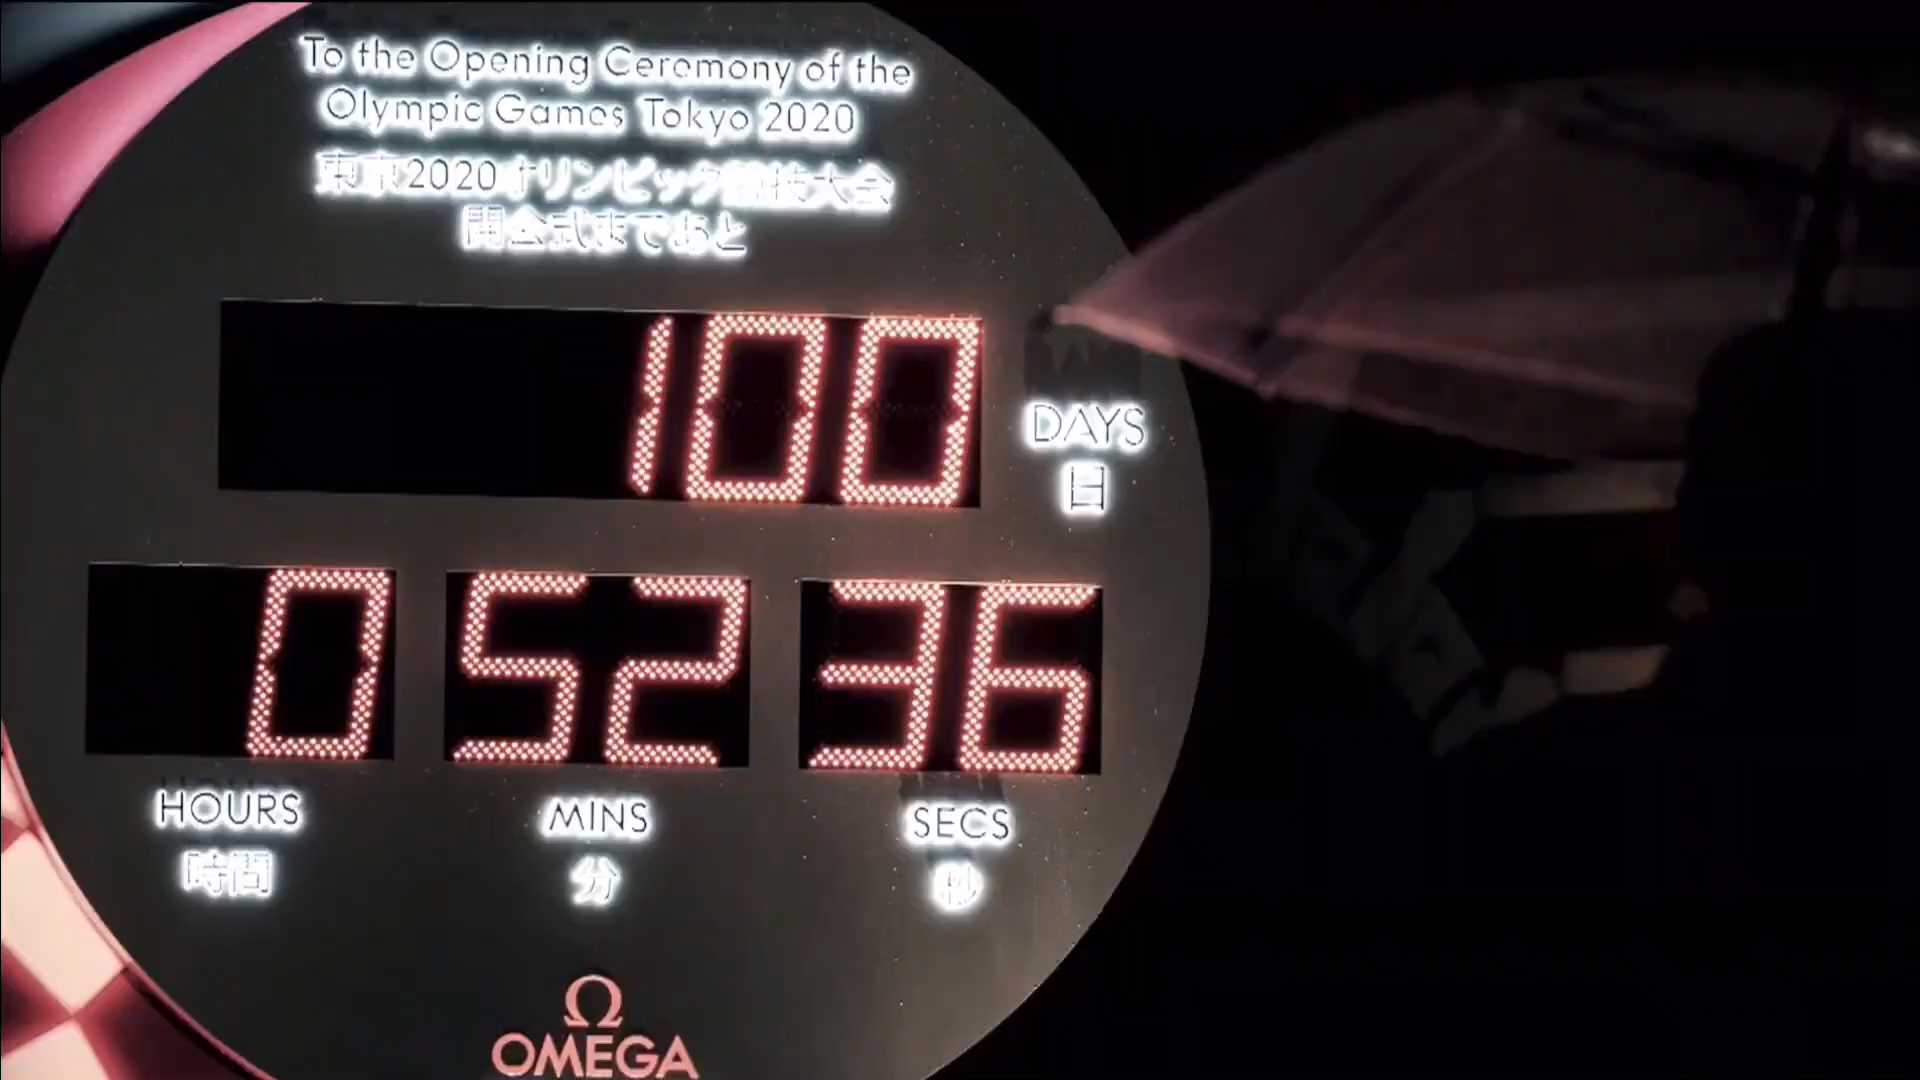 To the Opening Ceremony of the
Olympic Games Tokyo 2020
東京2020オリンピック競技大会
開会式まであと
100
DAYS
日
0 52 36
HOURS MINS SECS
時間 分 秒
Ω
OMEGA